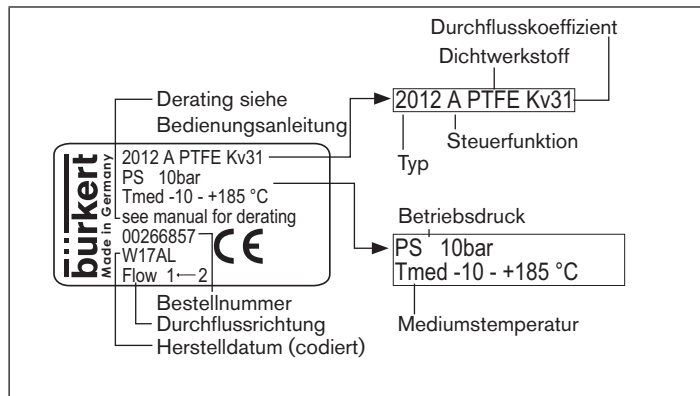 Durchflusskoeffizient
Dichtwerkstoff
2012 A PTFE Kv31
Steuerfunktion
Typ
Derating siehe
Bedienungsanleitung
bürkert
Made in Germany
2012 A PTFE Kv31
PS 10bar
Tmed -10 - +185 °C
see manual for derating
00266857
CE
W17AL
Flow 1←2
Betriebsdruck
PS 10bar
Tmed -10 - +185 °C
Mediumstemperatur
Bestellnummer
Durchflussrichtung
Herstelldatum (codiert)